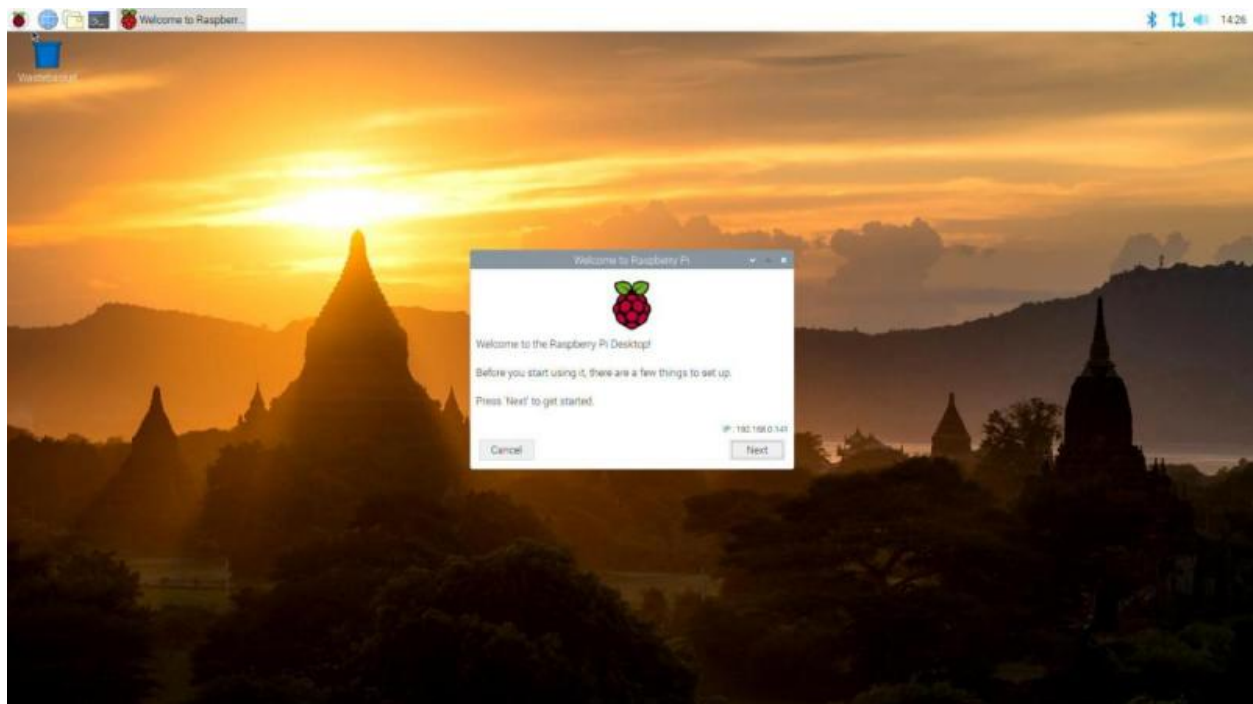 Welcome to Raspberr...
14:26
Wastebasket
Welcome to Raspberry Pi
Welcome to the Raspberry Pi Desktop!
Before you start using it, there are a few things to set up.
Press 'Next' to get started.
IP : 192.168.0.141
Cancel
Next